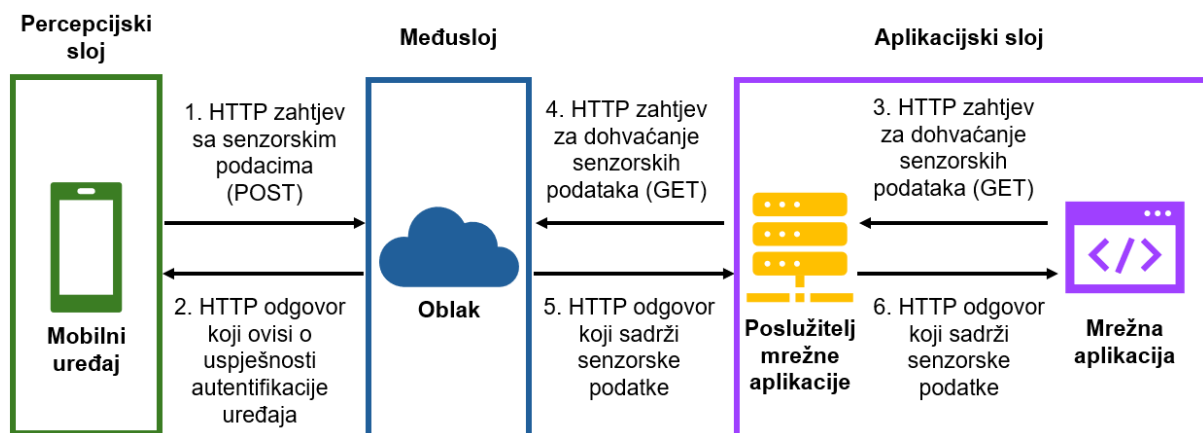 Percepcijski
sloj
Međusloj
Aplikacijski sloj
1. HTTP zahtjev
sa senzorskim
podacima
(POST)
4. HTTP zahtjev
za dohvaćanje
senzorskih
podataka (GET)
3. HTTP zahtjev
za dohvaćanje
senzorskih
podataka (GET)
Mobilni
uređaj
2. HTTP odgovor
koji ovisi o
uspješnosti
autentifikacije
uređaja
Oblak
5. HTTP odgovor
koji sadrži
senzorske
podatke
Poslužitelj
mrežne
aplikacije
6. HTTP odgovor
koji sadrži
senzorske
podatke
Mrežna
aplikacija